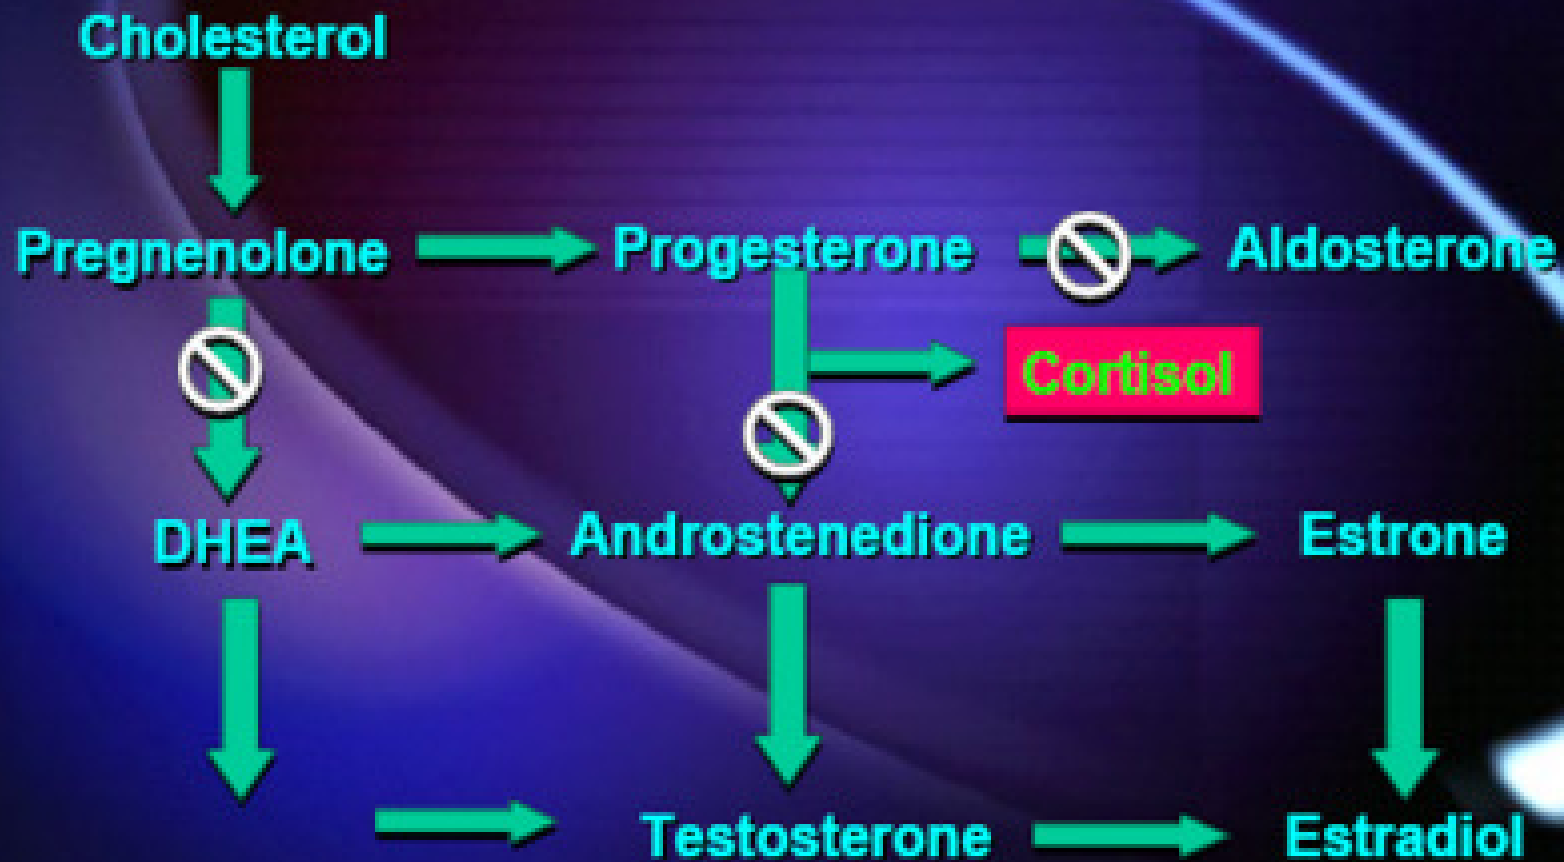 Cholesterol
Pregnenolone
Progesterone
Aldosterone
Cortisol
DHEA
Androstenedione
Estrone
Testosterone
Estradiol